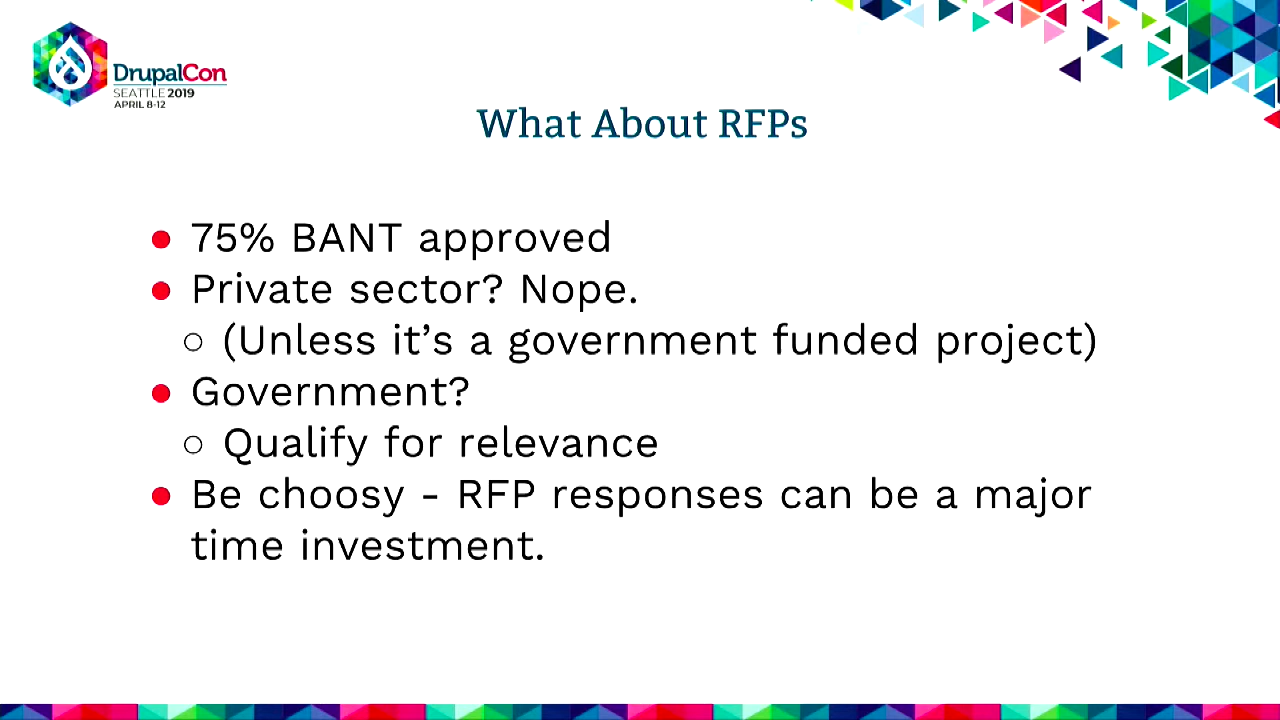 DrupalCon
SEATTLE 2019
APRIL 8-12
What About RFPs
● 75% BANT approved
● Private sector? Nope.
○ (Unless it’s a government funded project)
● Government?
○ Qualify for relevance
● Be choosy - RFP responses can be a major
time investment.